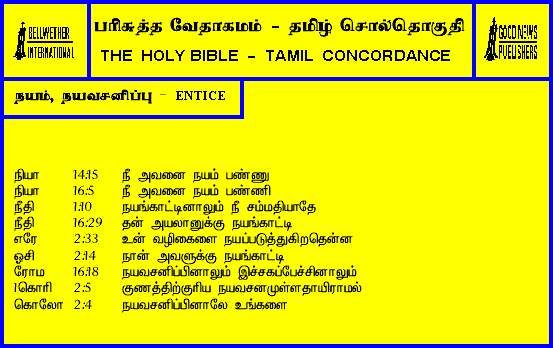 BELLWETHER INTERNATIONAL
பரிசுத்த வேதாகமம் - தமிழ் சொல்தொகுதி
THE HOLY BIBLE - TAMIL CONCORDANCE
GOOD NEWS PUBLISHERS
நயம், நயவசனிப்பு - ENTICE
நியா 14:15 நீ அவனை நயம் பண்ணு
நியா 16:5 நீ அவனை நயம் பண்ணி
நீதி 1:10 நயங்காட்டினாலும் நீ சம்மதியாதே
நீதி 16:29 தன் அயலானுக்கு நயங்காட்டி
எரே 2:33 உன் வழிகைளை நயப்படுத்துகிறதென்ன
ஓசி 2:14 நான் அவளுக்கு நயங்காட்டி
ரோம 16:18 நயவசனிப்பினாலும் இச்சகப்பேச்சினாலும்
1கொரி 2:5 குணத்திற்குரிய நயவசனமுள்ளதாயிராமல்
கொலோ 2:4 நயவசனிப்பினாலே உங்களை